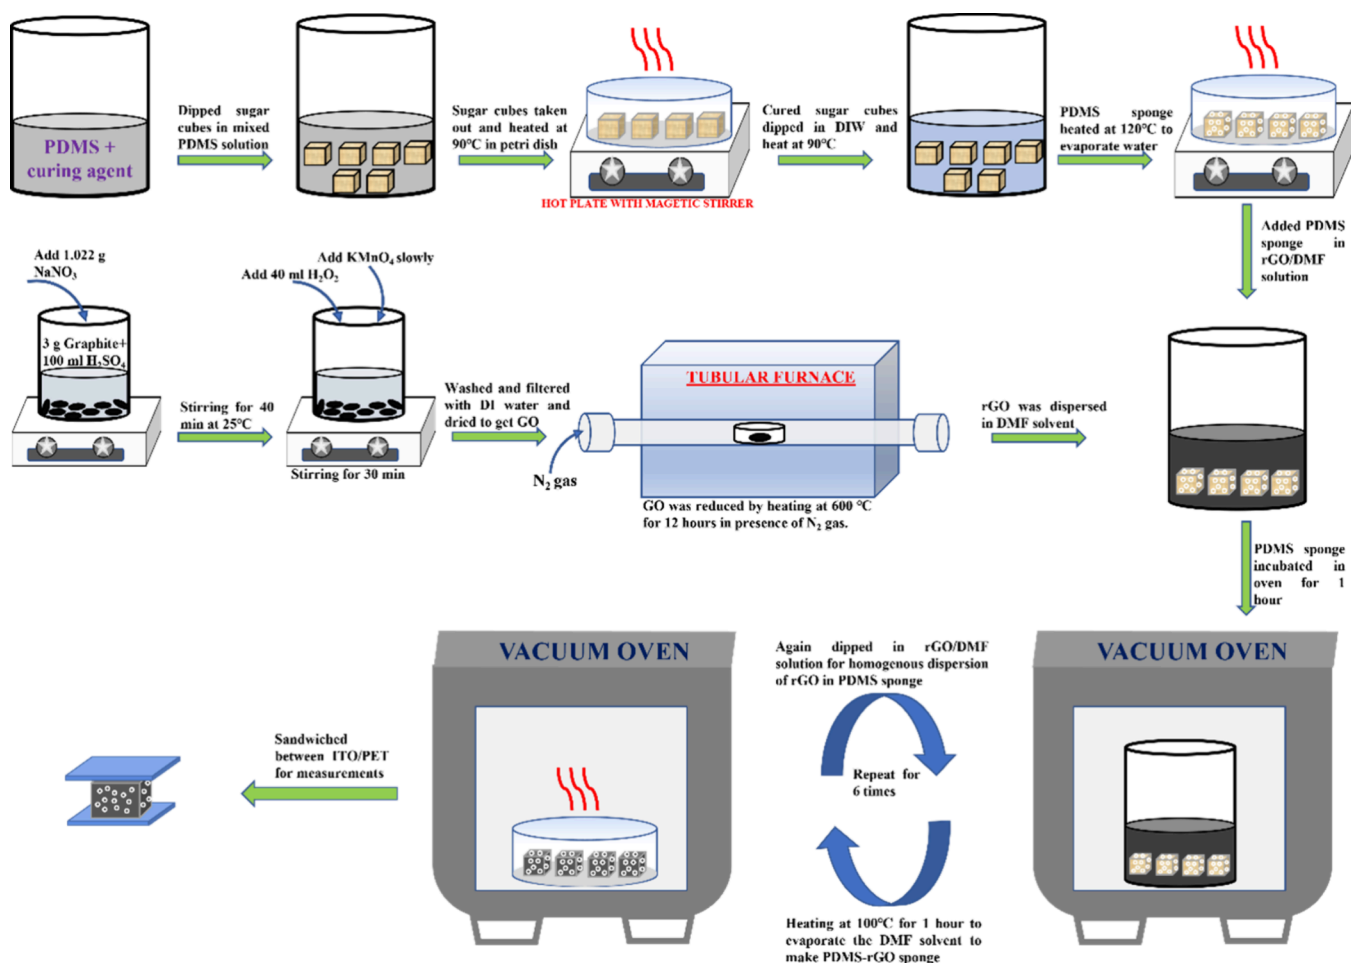 PDMS +
curing agent
Dipped sugar
cubes in mixed
PDMS solution
Sugar cubes taken
out and heated at
90°C in petri dish
HOT PLATE WITH MAGETIC STIRRER
Cured sugar cubes
dipped in DIW and
heat at 90°C
PDMS sponge
heated at 120°C to
evaporate water
Added PDMS
sponge in
rGO/DMF
solution
Add 1.022 g
NaNO₃
3 g Graphite+
100 ml H₂SO₄
Stirring for 40
min at 25°C
Add KMnO₄ slowly
Add 40 ml H₂O₂
Stirring for 30 min
Washed and filtered
with DI water and
dried to get GO
N₂ gas
TUBULAR FURNACE
GO was reduced by heating at 600 °C
for 12 hours in presence of N₂ gas.
rGO was dispersed
in DMF solvent
PDMS sponge
incubated in
oven for 1
hour
VACUUM OVEN
Again dipped in rGO/DMF
solution for homogenous dispersion
of rGO in PDMS sponge
Repeat for
6 times
Heating at 100°C for 1 hour to
evaporate the DMF solvent to
make PDMS-rGO sponge
VACUUM OVEN
Sandwiched
between ITO/PET
for measurements